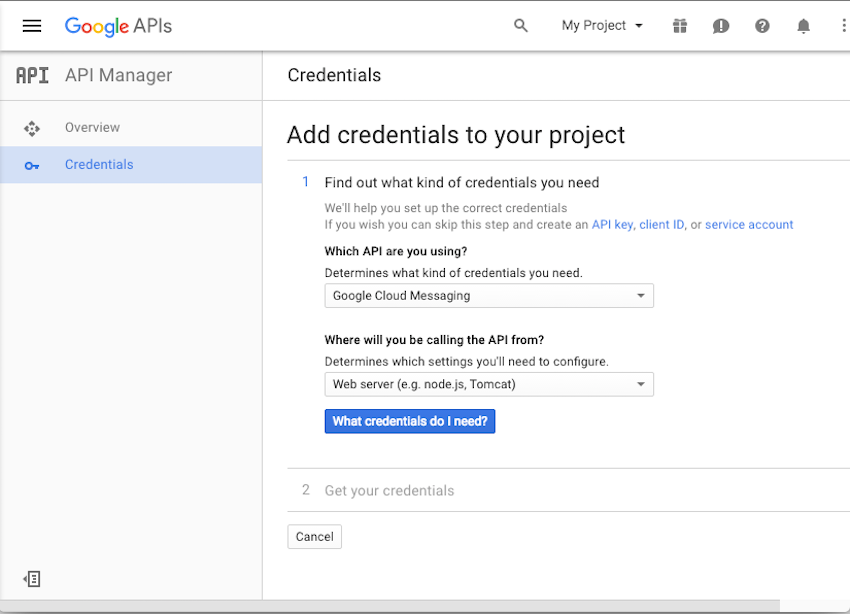 Google APIs
My Project
API API Manager
Credentials
Overview
Credentials
Add credentials to your project
1 Find out what kind of credentials you need
We'll help you set up the correct credentials
If you wish you can skip this step and create an API key, client ID, or service account
Which API are you using?
Determines what kind of credentials you need.
Google Cloud Messaging
Where will you be calling the API from?
Determines which settings you'll need to configure.
Web server (e.g. node.js, Tomcat)
What credentials do I need?
2 Get your credentials
Cancel